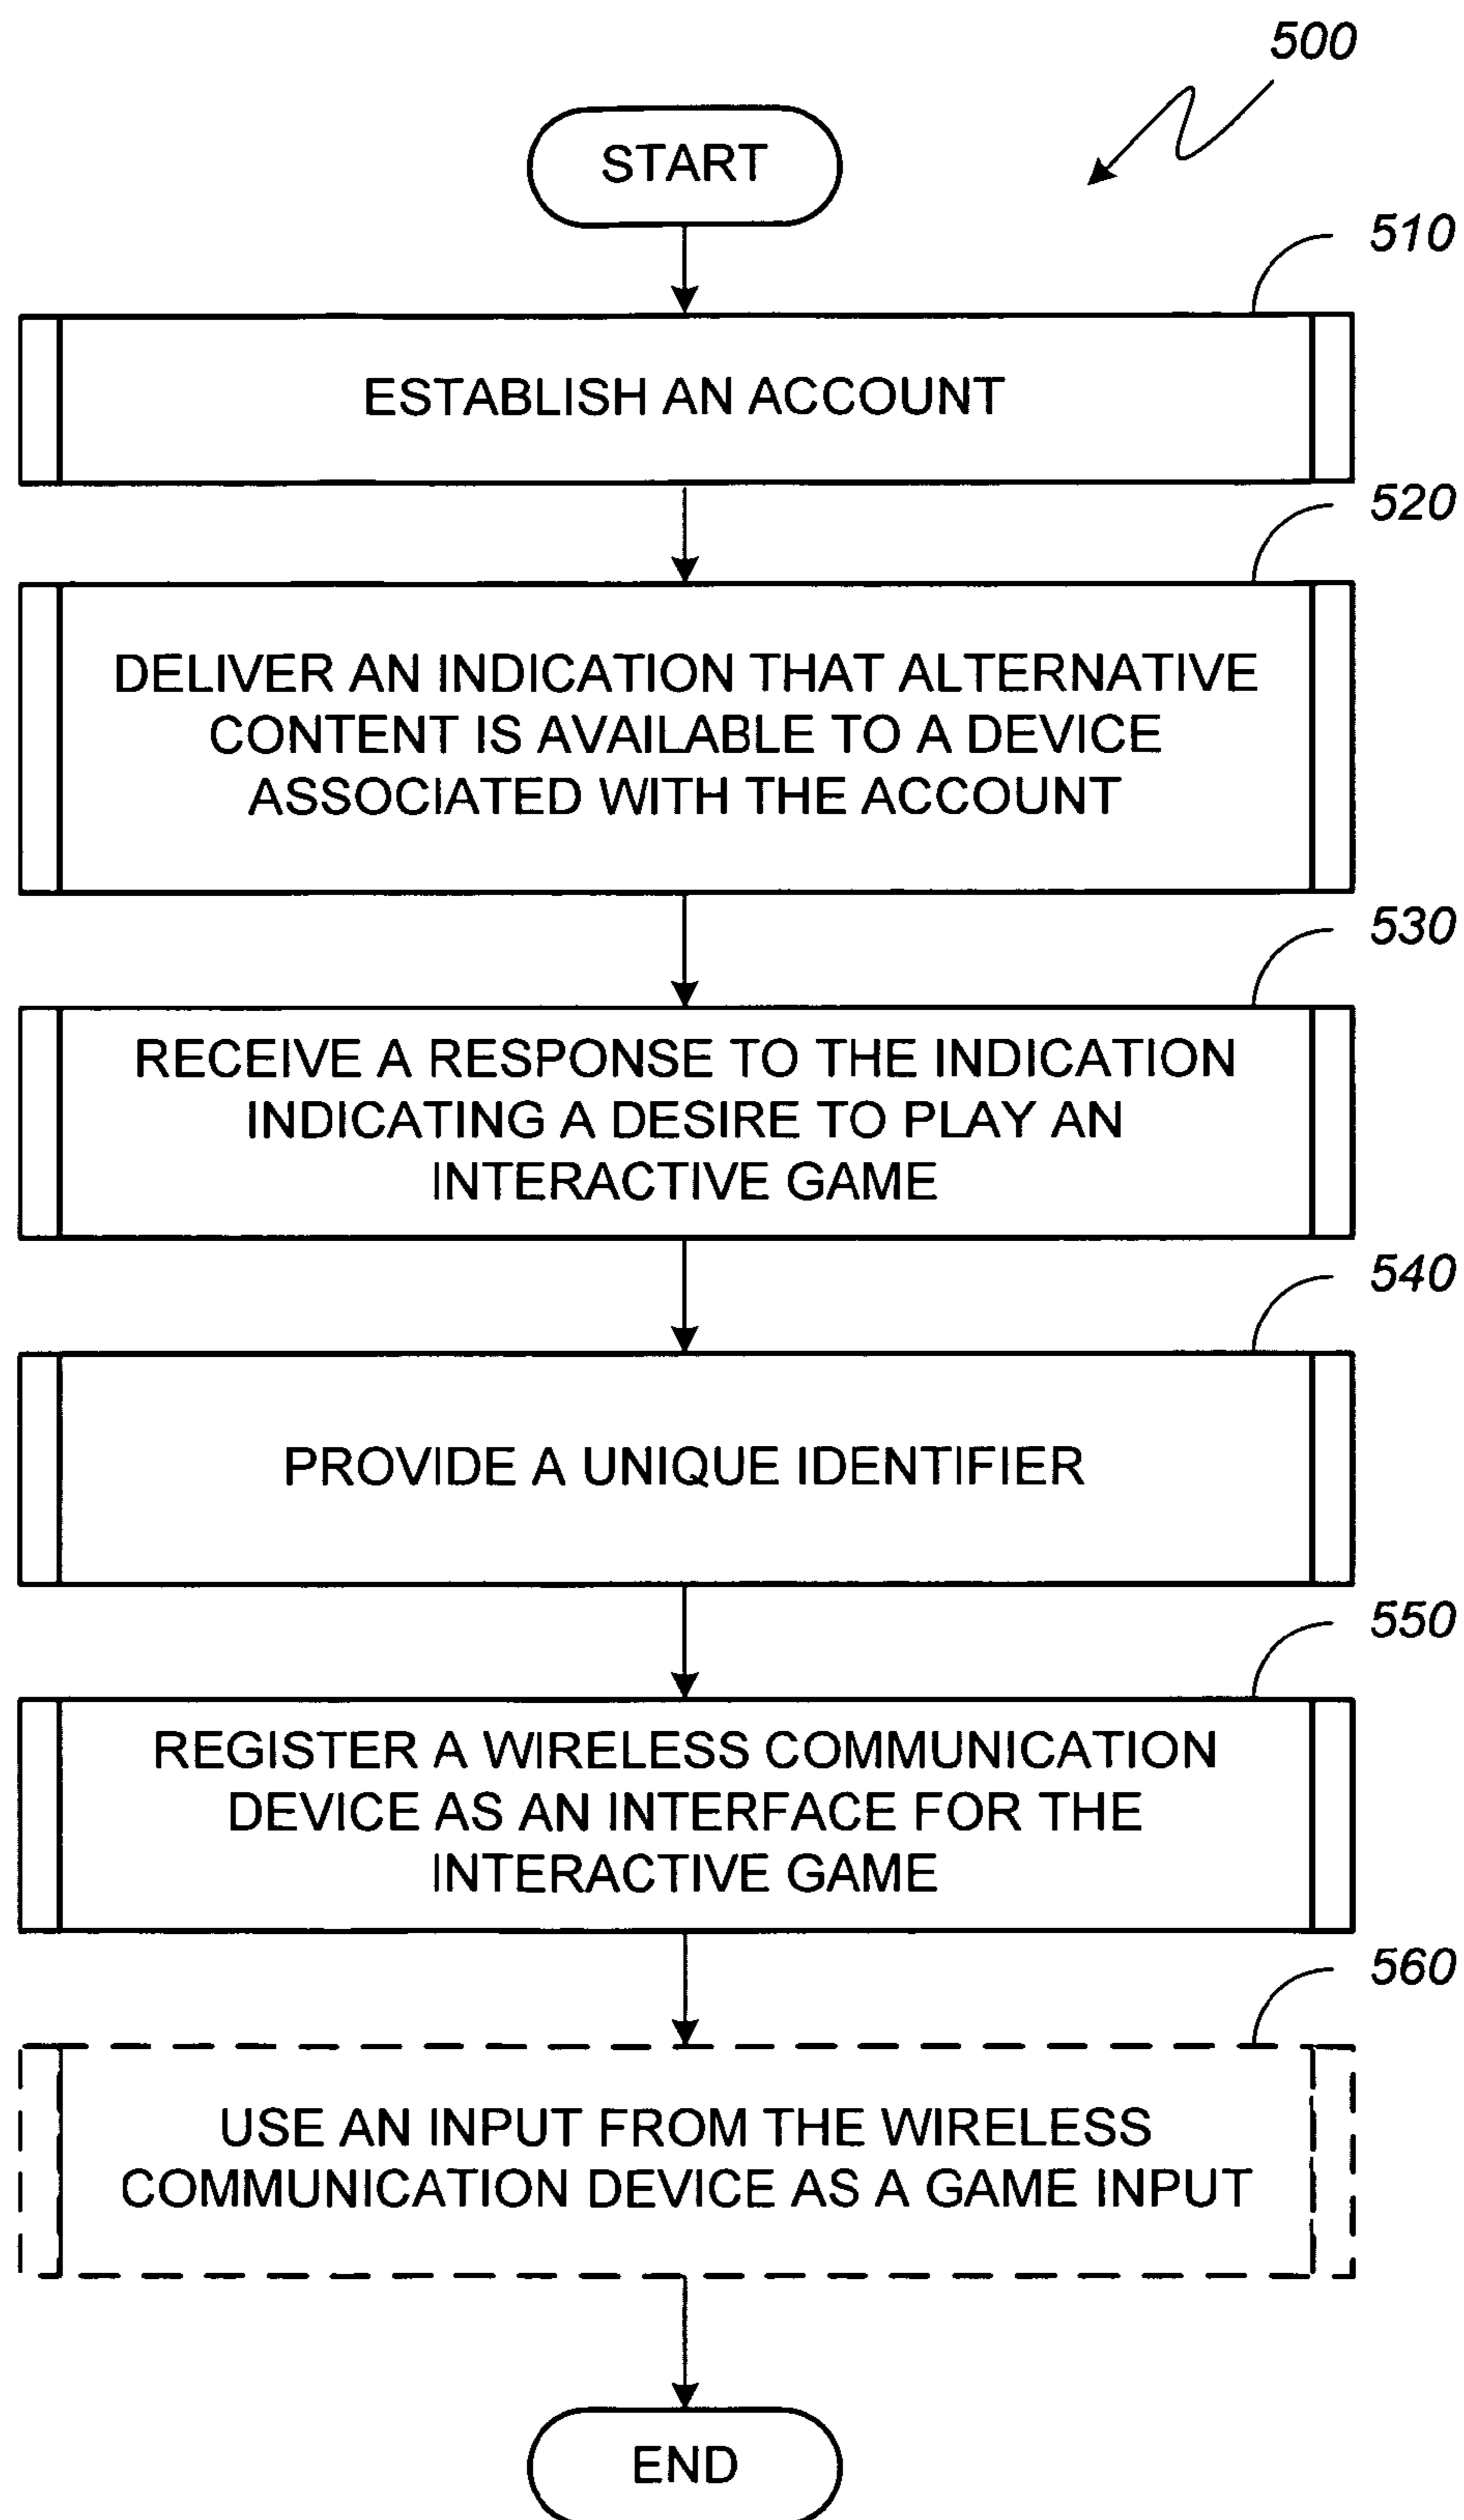 500
START
510
ESTABLISH AN ACCOUNT
520
DELIVER AN INDICATION THAT ALTERNATIVE
CONTENT IS AVAILABLE TO A DEVICE
ASSOCIATED WITH THE ACCOUNT
530
RECEIVE A RESPONSE TO THE INDICATION
INDICATING A DESIRE TO PLAY AN
INTERACTIVE GAME
540
PROVIDE A UNIQUE IDENTIFIER
550
REGISTER A WIRELESS COMMUNICATION
DEVICE AS AN INTERFACE FOR THE
INTERACTIVE GAME
560
USE AN INPUT FROM THE WIRELESS
COMMUNICATION DEVICE AS A GAME INPUT
END